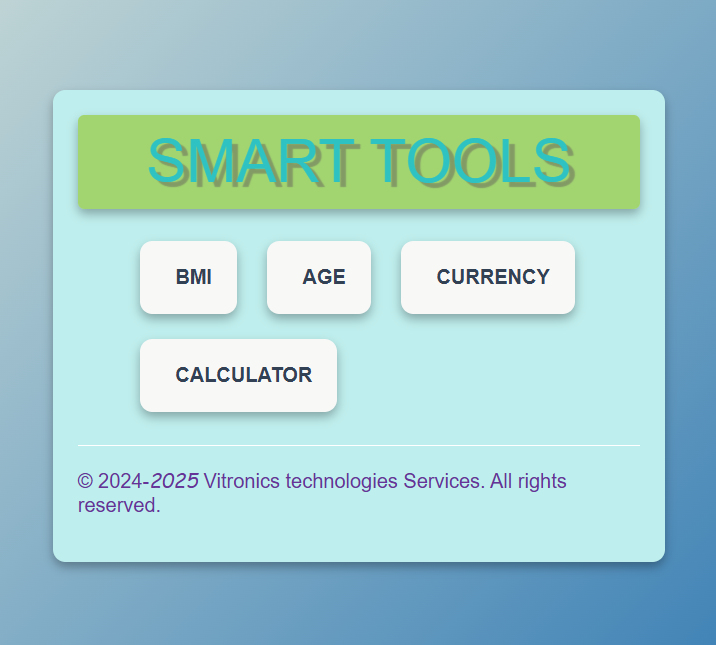 SMART TOOLS
BMI AGE CURRENCY
CALCULATOR
© 2024-2025 Vitronics technologies Services. All rights
reserved.